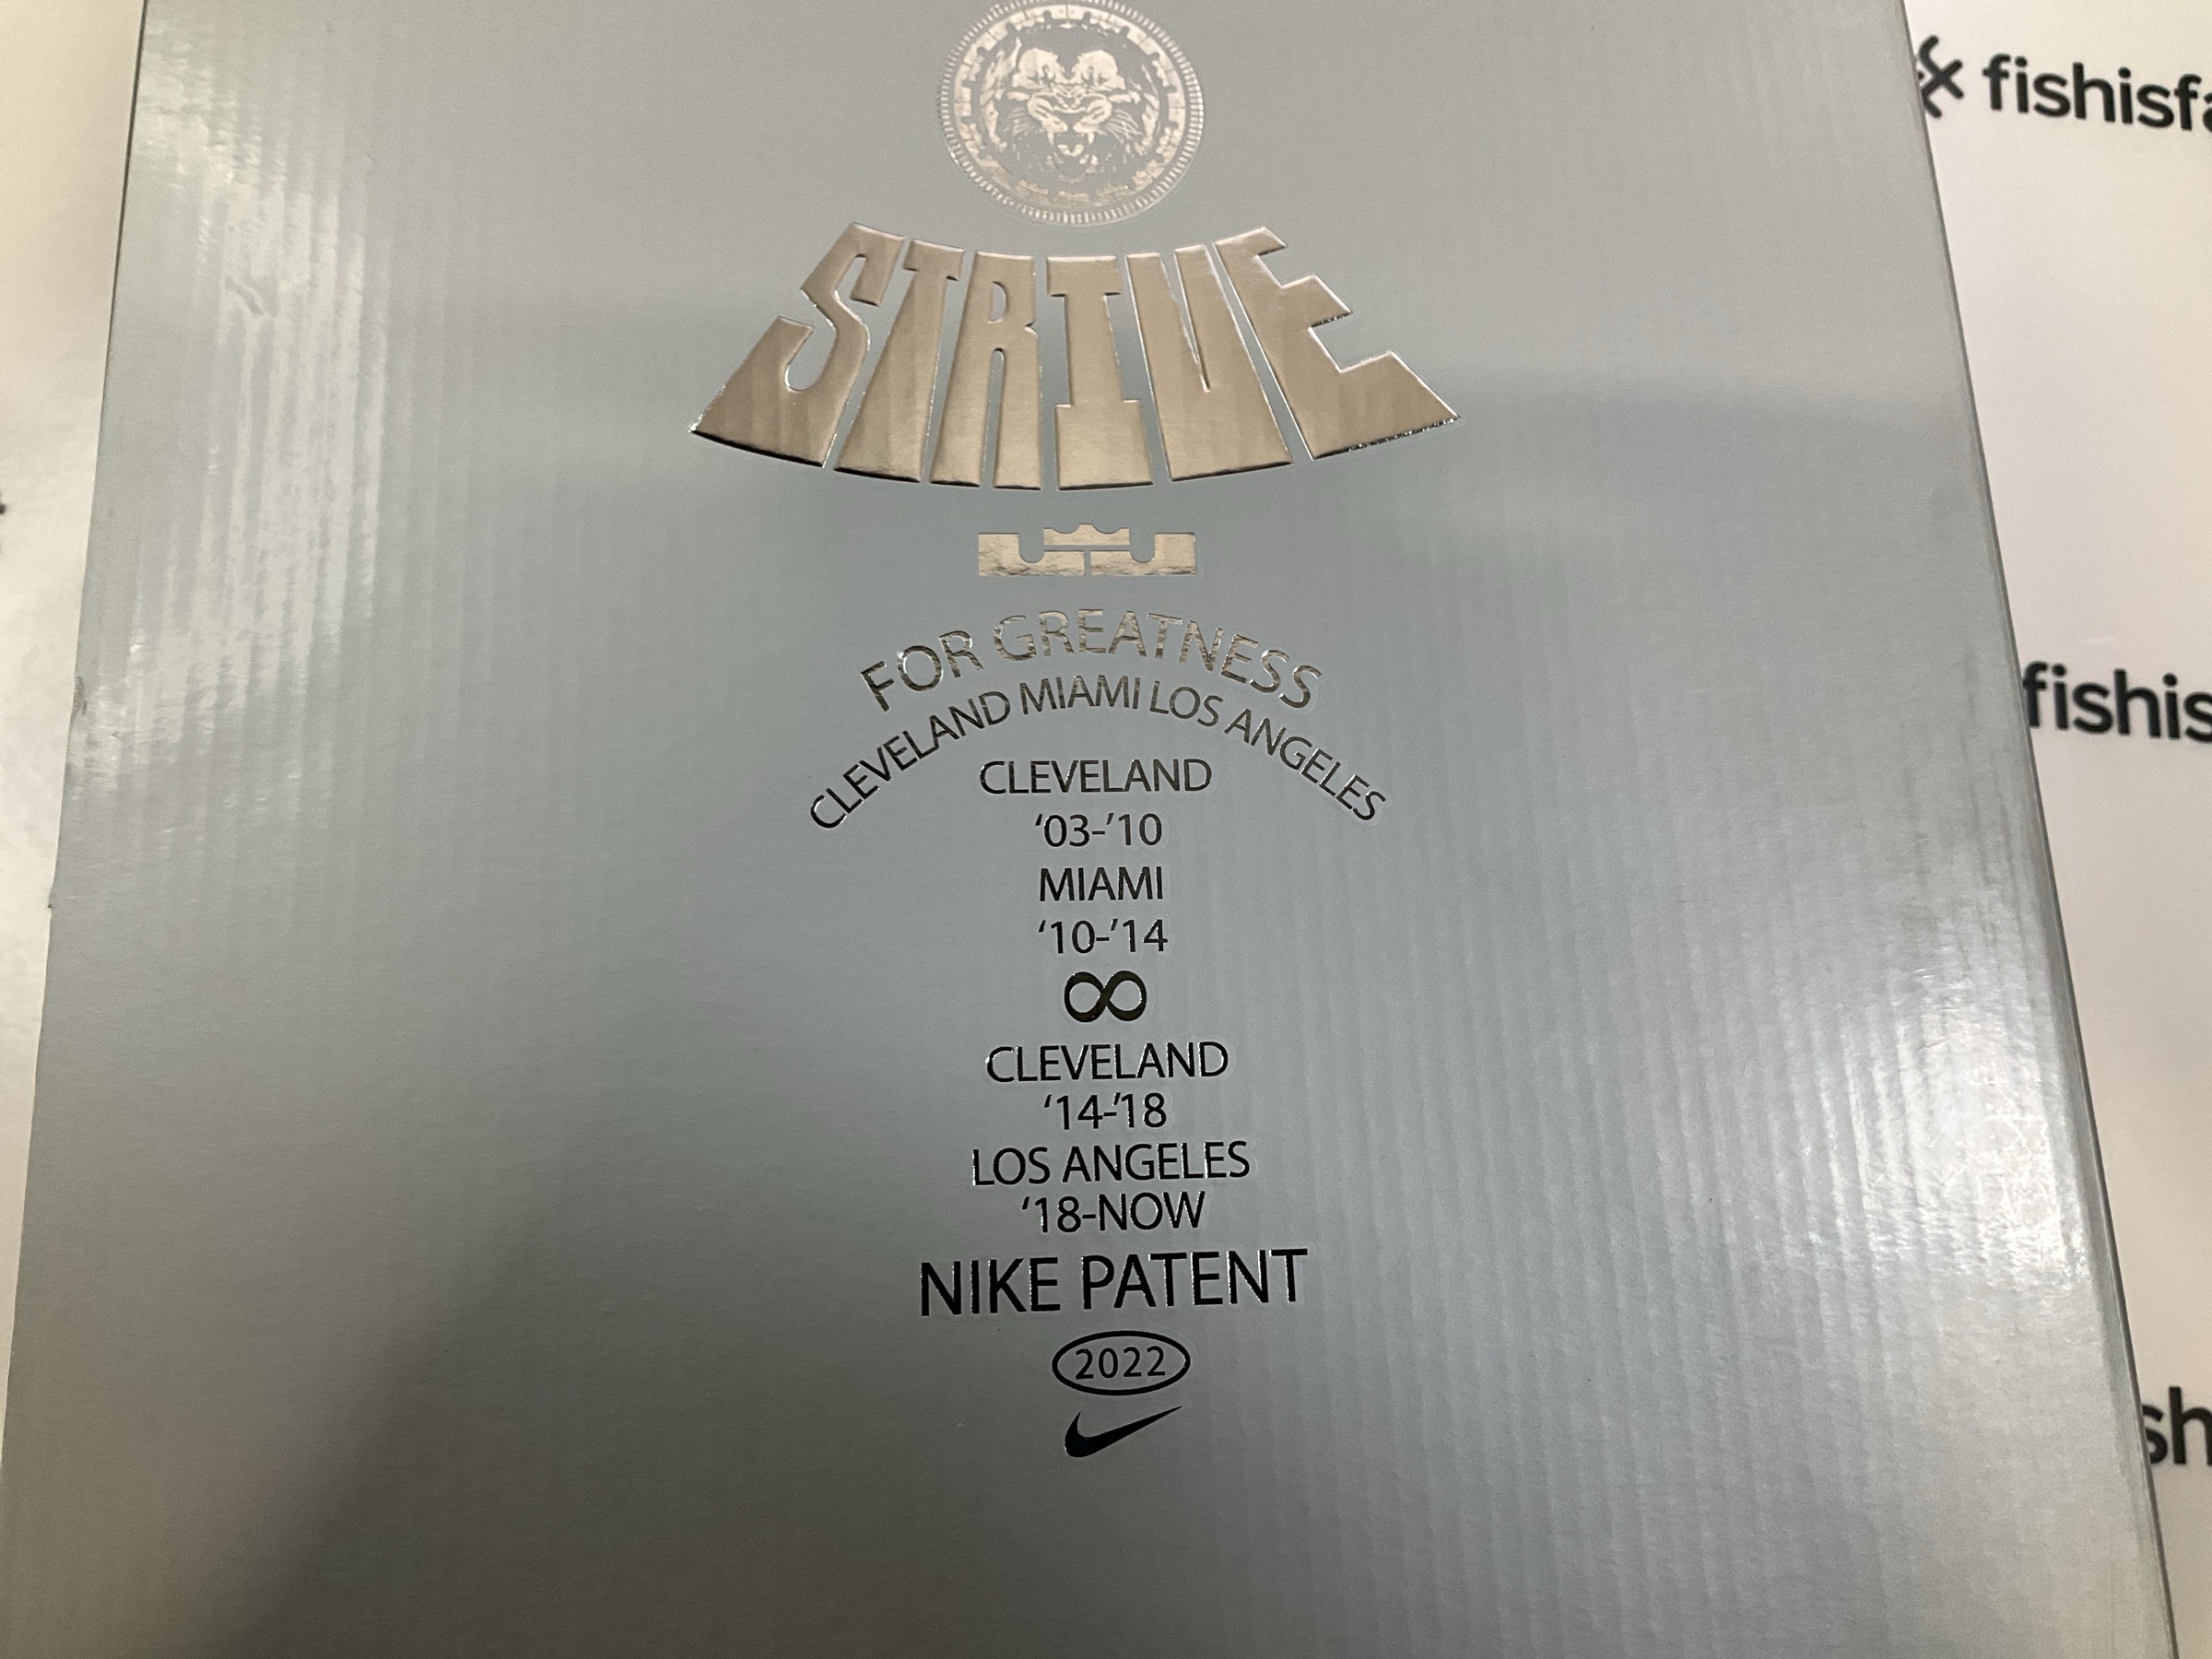 STRIVE
FOR GREATNESS
CLEVELAND MIAMI LOS ANGELES
CLEVELAND
‘03-’10
MIAMI
‘10-’14
∞
CLEVELAND
‘14-’18
LOS ANGELES
‘18-NOW
NIKE PATENT
2022
fishisfa
fishis
sh